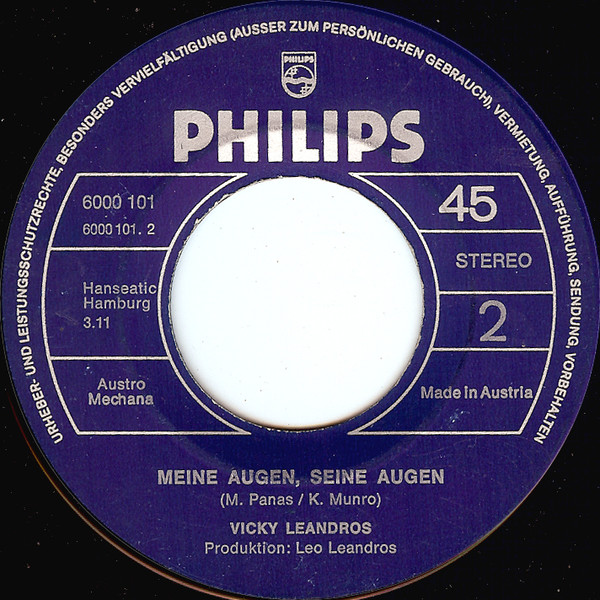 URHEBER- UND LEISTUNGSSCHUTZRECHTE, BESONDERS VERVIELFÄLTIGUNG (AUSSER ZUM PERSÖNLICHEN GEBRAUCH), VERMIETUNG, AUFFÜHRUNG, SENDUNG, VORBEHALTEN
PHILIPS
PHILIPS
6000 101
6000 101. 2
45
STEREO
Hanseatic
Hamburg
3.11
2
Austro
Mechana
Made in Austria
MEINE AUGEN, SEINE AUGEN
(M. Panas / K. Munro)
VICKY LEANDROS
Produktion: Leo Leandros